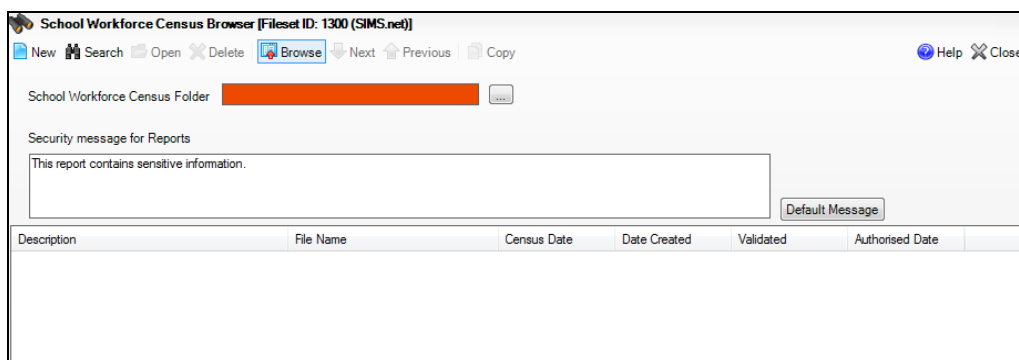 School Workforce Census Browser [Fileset ID: 1300 (SIMS.net)]
New Search Open Delete Browse Next Previous Copy Help Close
School Workforce Census Folder ...
Security message for Reports
This report contains sensitive information.
Default Message
Description File Name Census Date Date Created Validated Authorised Date